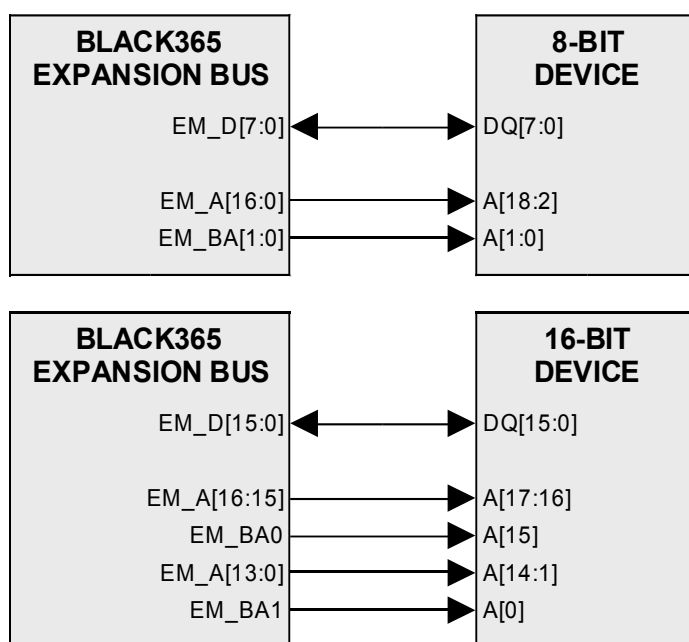 BLACK365
EXPANSION BUS
8-BIT
DEVICE
EM_D[7:0]
DQ[7:0]
EM_A[16:0]
A[18:2]
EM_BA[1:0]
A[1:0]
BLACK365
EXPANSION BUS
16-BIT
DEVICE
EM_D[15:0]
DQ[15:0]
EM_A[16:15]
A[17:16]
EM_BA0
A[15]
EM_A[13:0]
A[14:1]
EM_BA1
A[0]